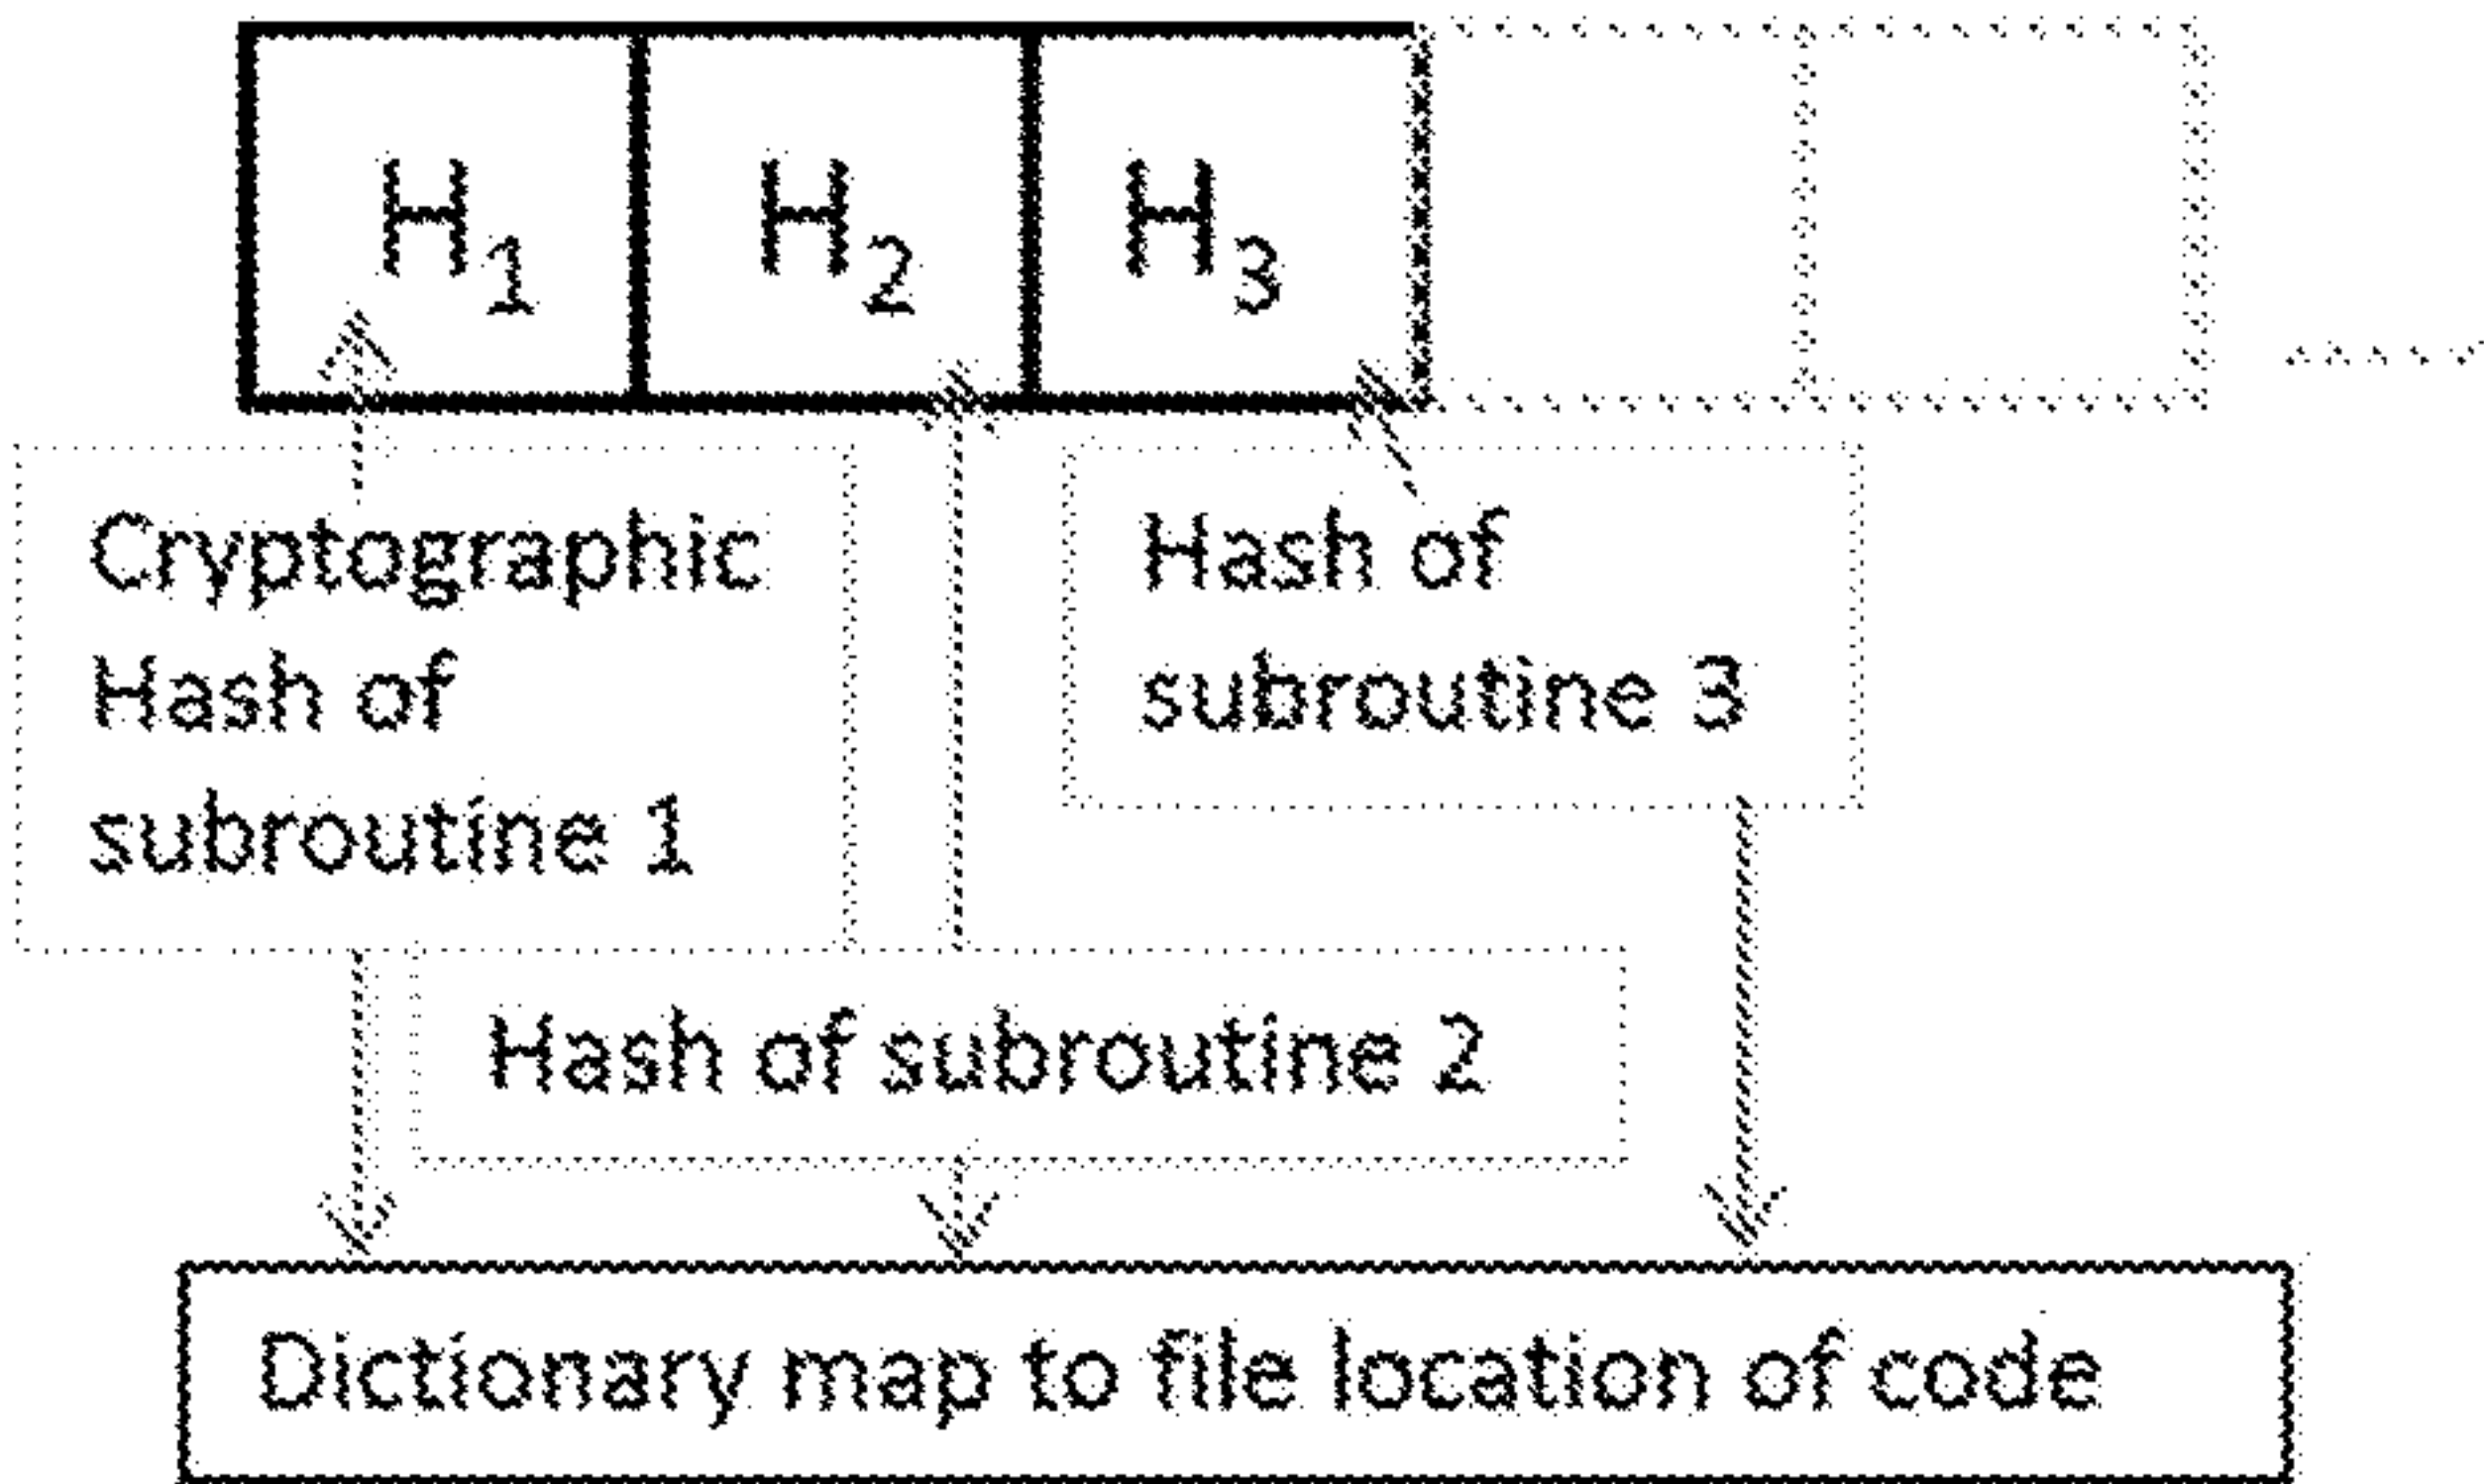 H1 H2 H3
Cryptographic
Hash of
subroutine 1
Hash of
subroutine 3
Hash of subroutine 2
Dictionary map to file location of code